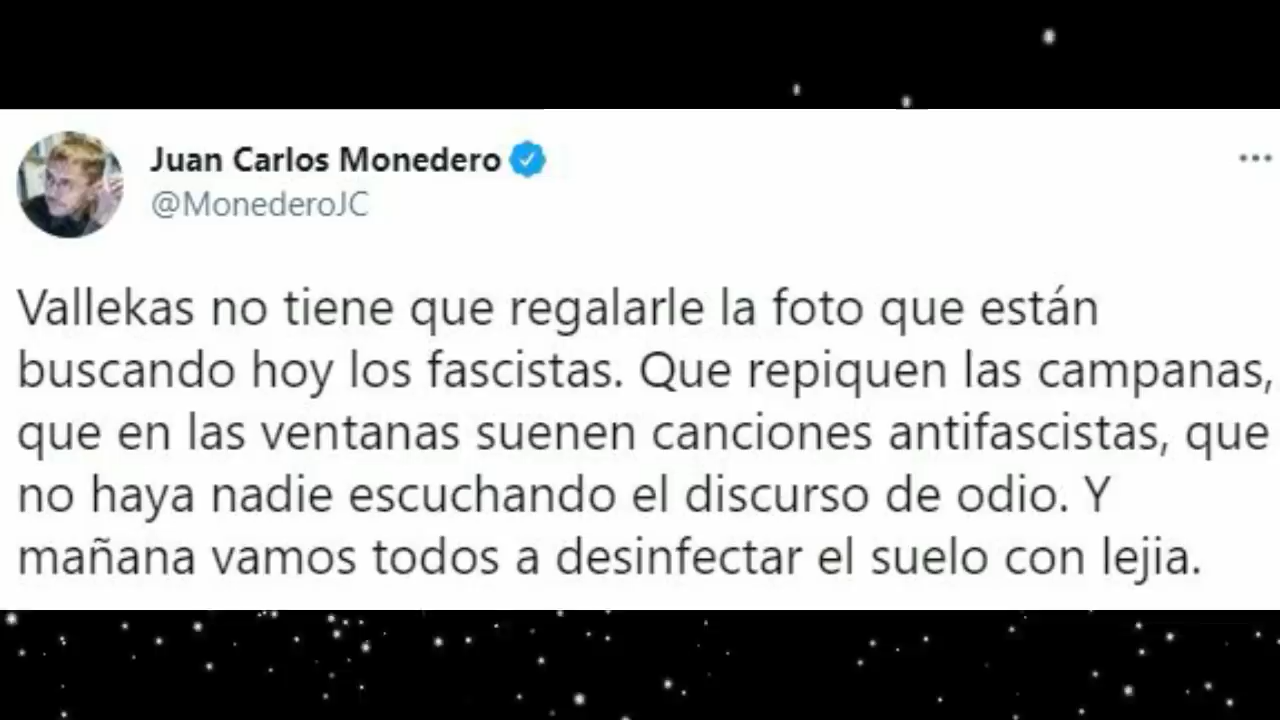 Juan Carlos Monedero
@MonederoJC
Vallekas no tiene que regalarle la foto que están
buscando hoy los fascistas. Que repiquen las campanas,
que en las ventanas suenen canciones antifascistas, que
no haya nadie escuchando el discurso de odio. Y
mañana vamos todos a desinfectar el suelo con lejia.